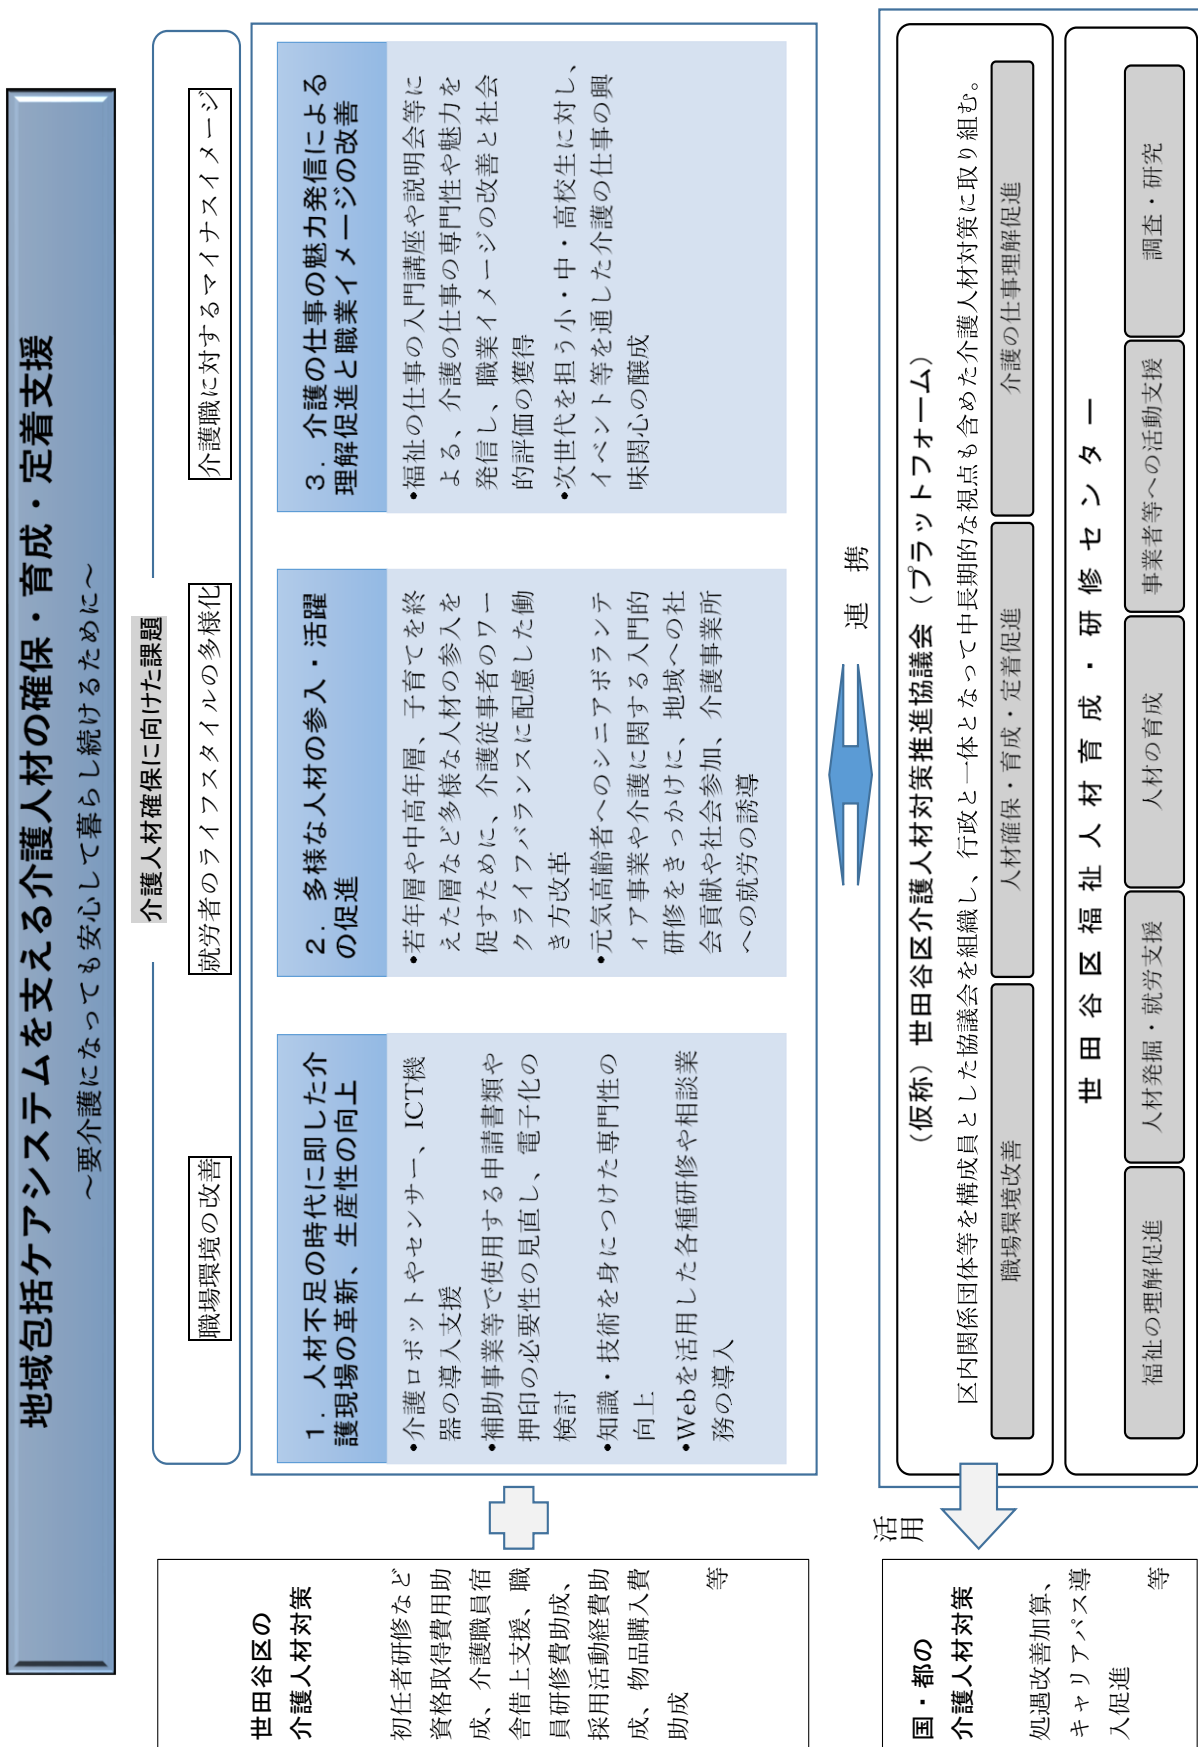 地域包括ケアシステムを支える介護人材の確保・育成・定着支援
～要介護になっても安心して暮らし続けるために～
介護人材確保に向けた課題
職場環境の改善
就労者のライフスタイルの多様化
介護職に対するマイナスイメージ
世田谷区の
介護人材対策
初任者研修など
資格取得費用助
成、介護職員宿
舎借上支援、職
員研修費助成、
採用活動経費助
成、物品購入費
助成
等
1．人材不足の時代に即した介
護現場の革新、生産性の向上
•介護ロボットやセンサー、ICT機
器の導入支援
•補助事業等で使用する申請書類や
押印の必要性の見直し、電子化の
検討
•知識・技術を身につけた専門性の
向上
•Webを活用した各種研修や相談業
務の導入
2．多様な人材の参入・活躍
の促進
•若年層や中高年層、子育てを終
えた層など多様な人材の参入を
促すために、介護従事者のワー
クライフバランスに配慮した働
き方改革
•元気高齢者へのシニアボランテ
ィア事業や介護に関する入門的
研修をきっかけに、地域への社
会貢献や社会参加、介護事業所
への就労の誘導
3．介護の仕事の魅力発信による
理解促進と職業イメージの改善
•福祉の仕事の入門講座や説明会等に
よる、介護の仕事の専門性や魅力を
発信し、職業イメージの改善と社会
的評価の獲得
•次世代を担う小・中・高校生に対し、
イベント等を通した介護の仕事の興
味関心の醸成
連 携
活用
国・都の
介護人材対策
処遇改善加算、
キャリアパス導
入促進
等
（仮称）世田谷区介護人材対策推進協議会（プラットフォーム）
区内関係団体等を構成員とした協議会を組織し、行政と一体となって中長期的な視点も含めた介護人材対策に取り組む。
職場環境改善
人材確保・育成・定着促進
介護の仕事理解促進
世田谷区福祉人材育成・研修センター
福祉の理解促進
人材発掘・就労支援
人材の育成
事業者等への活動支援
調査・研究